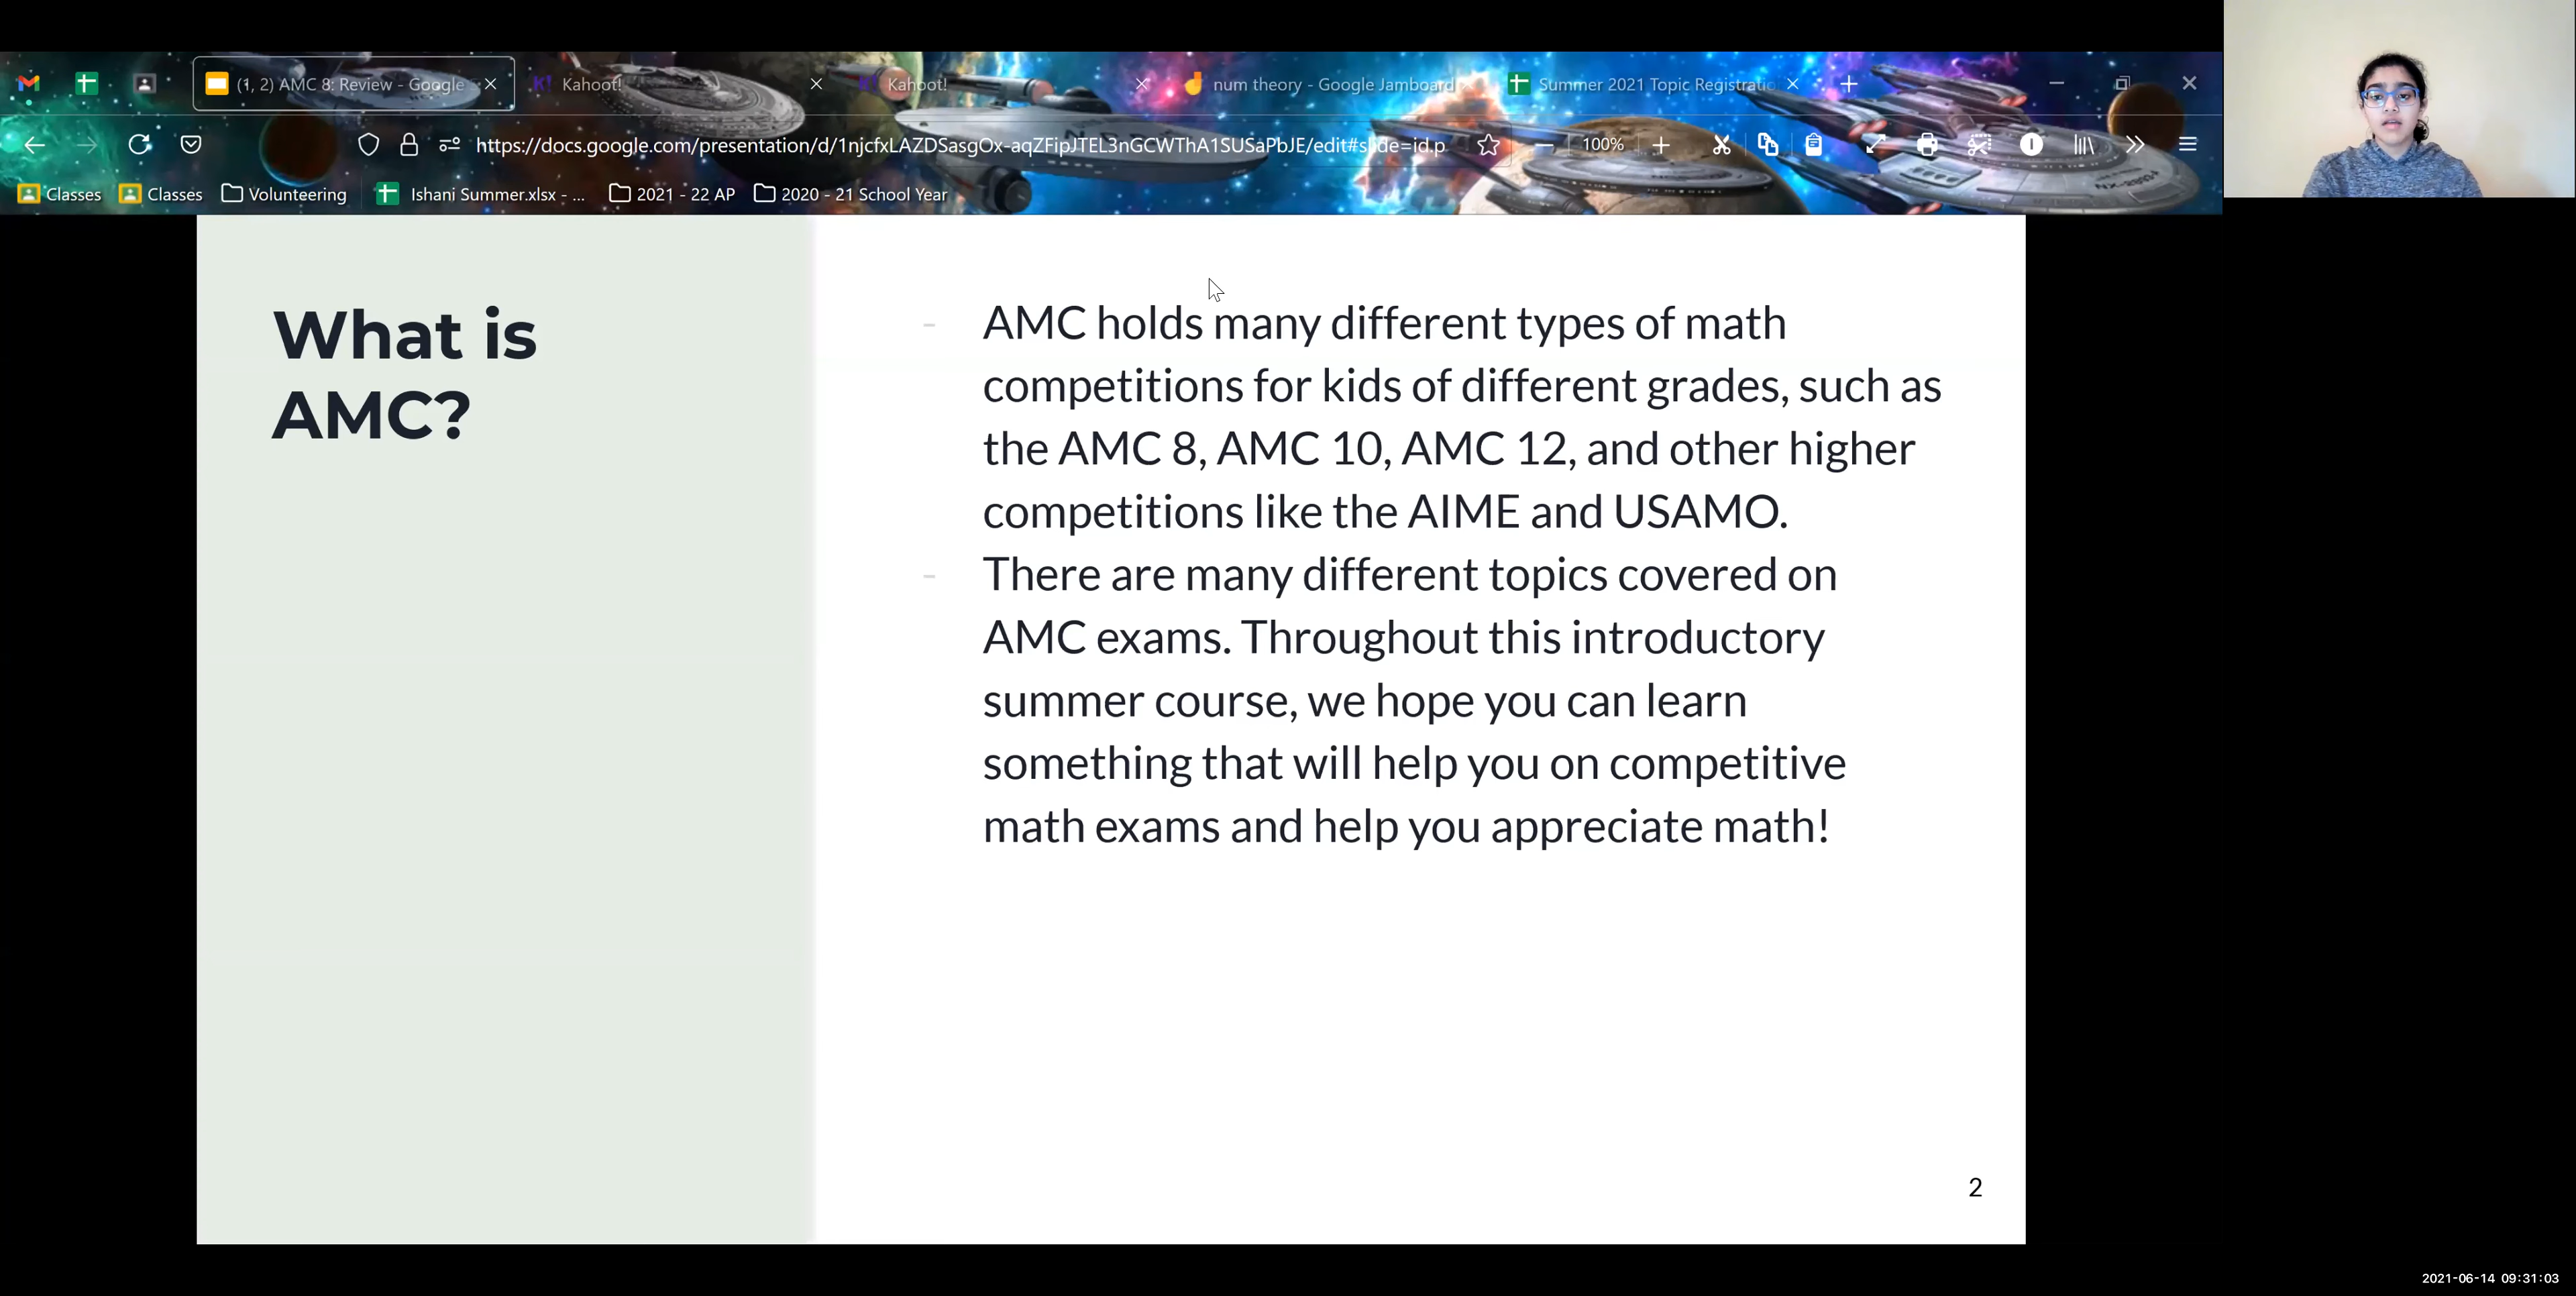 (1, 2) AMC 8: Review - Google
Kahoot!
Kahoot!
num theory - Google Jamboard
Summer 2021 Topic Registratio
https://docs.google.com/presentation/d/1njcfxLAZDSasgOx-aqZFipJTEL3nGCWThA1SUSaPbJE/edit#slide=id.p
100%
Classes
Classes
Volunteering
Ishani Summer.xlsx - ...
2021 - 22 AP
2020 - 21 School Year
What is
AMC?
- AMC holds many different types of math
competitions for kids of different grades, such as
the AMC 8, AMC 10, AMC 12, and other higher
competitions like the AIME and USAMO.
- There are many different topics covered on
AMC exams. Throughout this introductory
summer course, we hope you can learn
something that will help you on competitive
math exams and help you appreciate math!
2
2021-06-14 09:31:03